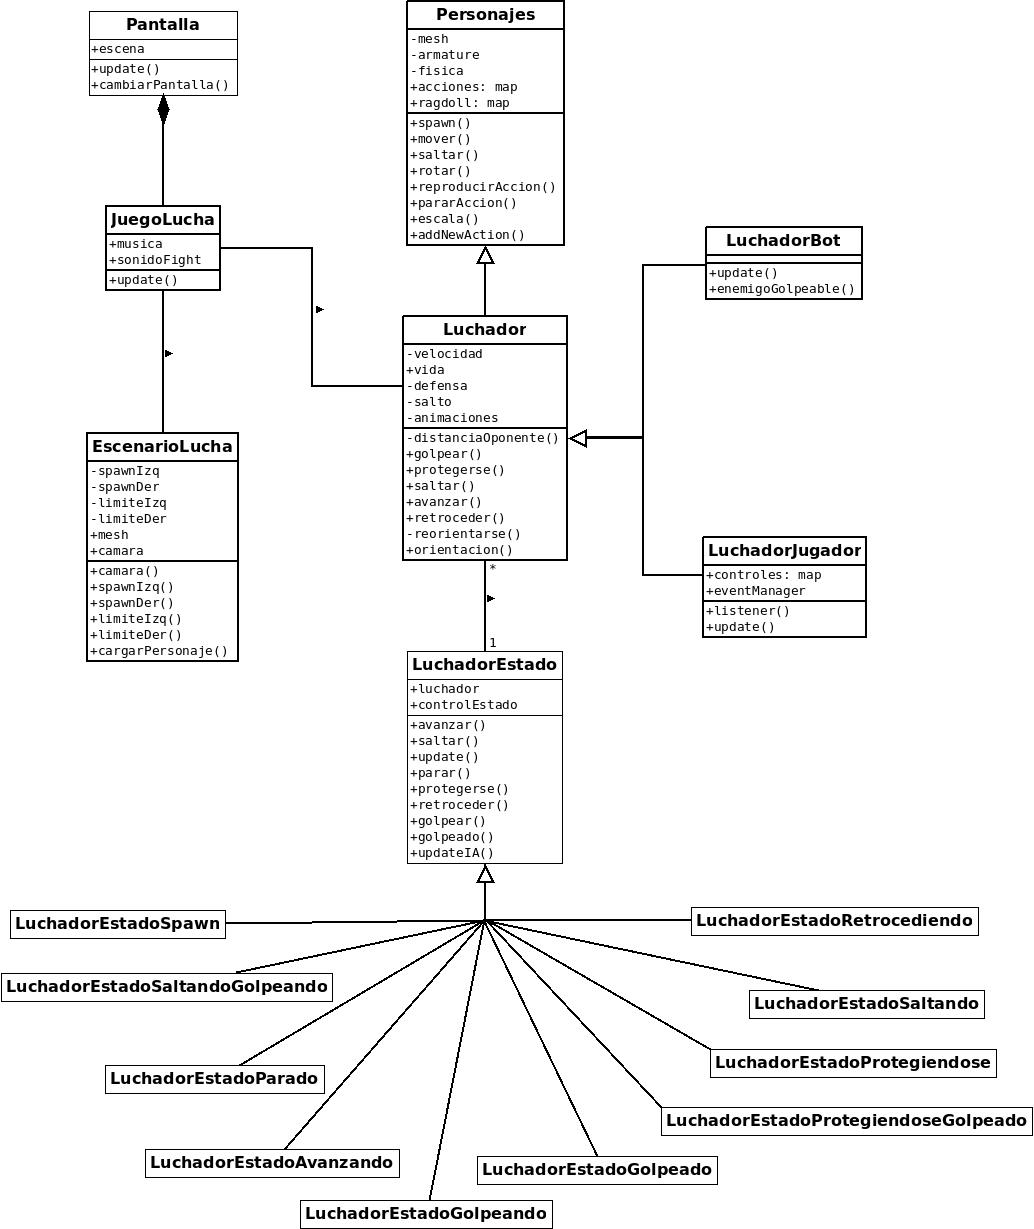 Pantalla
+escena
+update()
+cambiarPantalla()
Personajes
-mesh
-armature
-fisica
+acciones: map
+ragdoll: map
+spawn()
+mover()
+saltar()
+rotar()
+reproducirAccion()
+pararAccion()
+escala()
+addNewAction()
JuegoLucha
+musica
+sonidoFight
+update()
LuchadorBot
+update()
+enemigoGolpeable()
Luchador
-velocidad
+vida
-defensa
-salto
-animaciones
-distanciaOponente()
+golpear()
+protegerse()
+saltar()
+avanzar()
+retroceder()
-reorientarse()
+orientacion()
EscenarioLucha
-spawnIzq
-spawnDer
-limiteIzq
-limiteDer
+mesh
+camara
+camara()
+spawnIzq()
+spawnDer()
+limiteIzq()
+limiteDer()
+cargarPersonaje()
LuchadorJugador
+controles: map
+eventManager
+listener()
+update()
*
1
LuchadorEstado
+luchador
+controlEstado
+avanzar()
+saltar()
+update()
+parar()
+protegerse()
+retroceder()
+golpear()
+golpeado()
+updateIA()
LuchadorEstadoSpawn
LuchadorEstadoRetrocediendo
LuchadorEstadoSaltandoGolpeando
LuchadorEstadoSaltando
LuchadorEstadoParado
LuchadorEstadoProtegiendose
LuchadorEstadoProtegiendoseGolpeado
LuchadorEstadoAvanzando
LuchadorEstadoGolpeado
LuchadorEstadoGolpeando